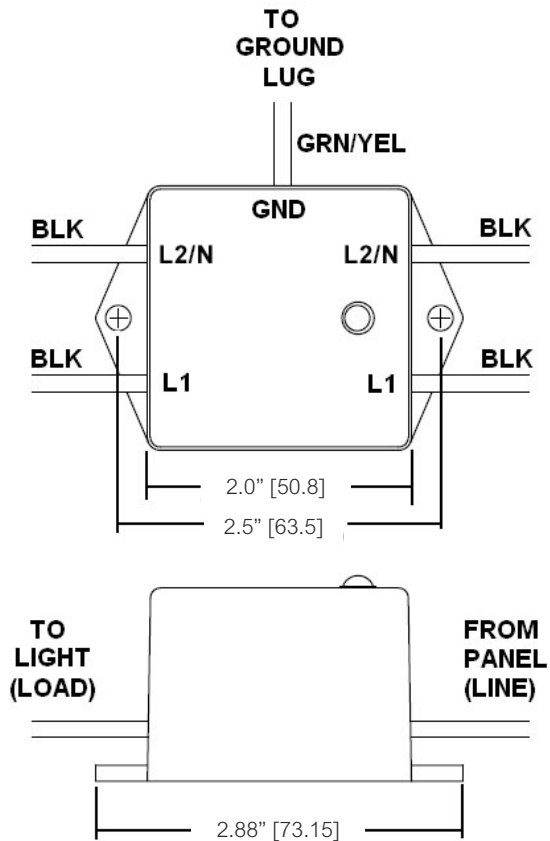 TO
GROUND
LUG
GRN/YEL
GND
BLK
BLK
L2/N
L2/N
BLK
BLK
L1
L1
2.0” [50.8]
2.5” [63.5]
TO
LIGHT
(LOAD)
FROM
PANEL
(LINE)
2.88” [73.15]